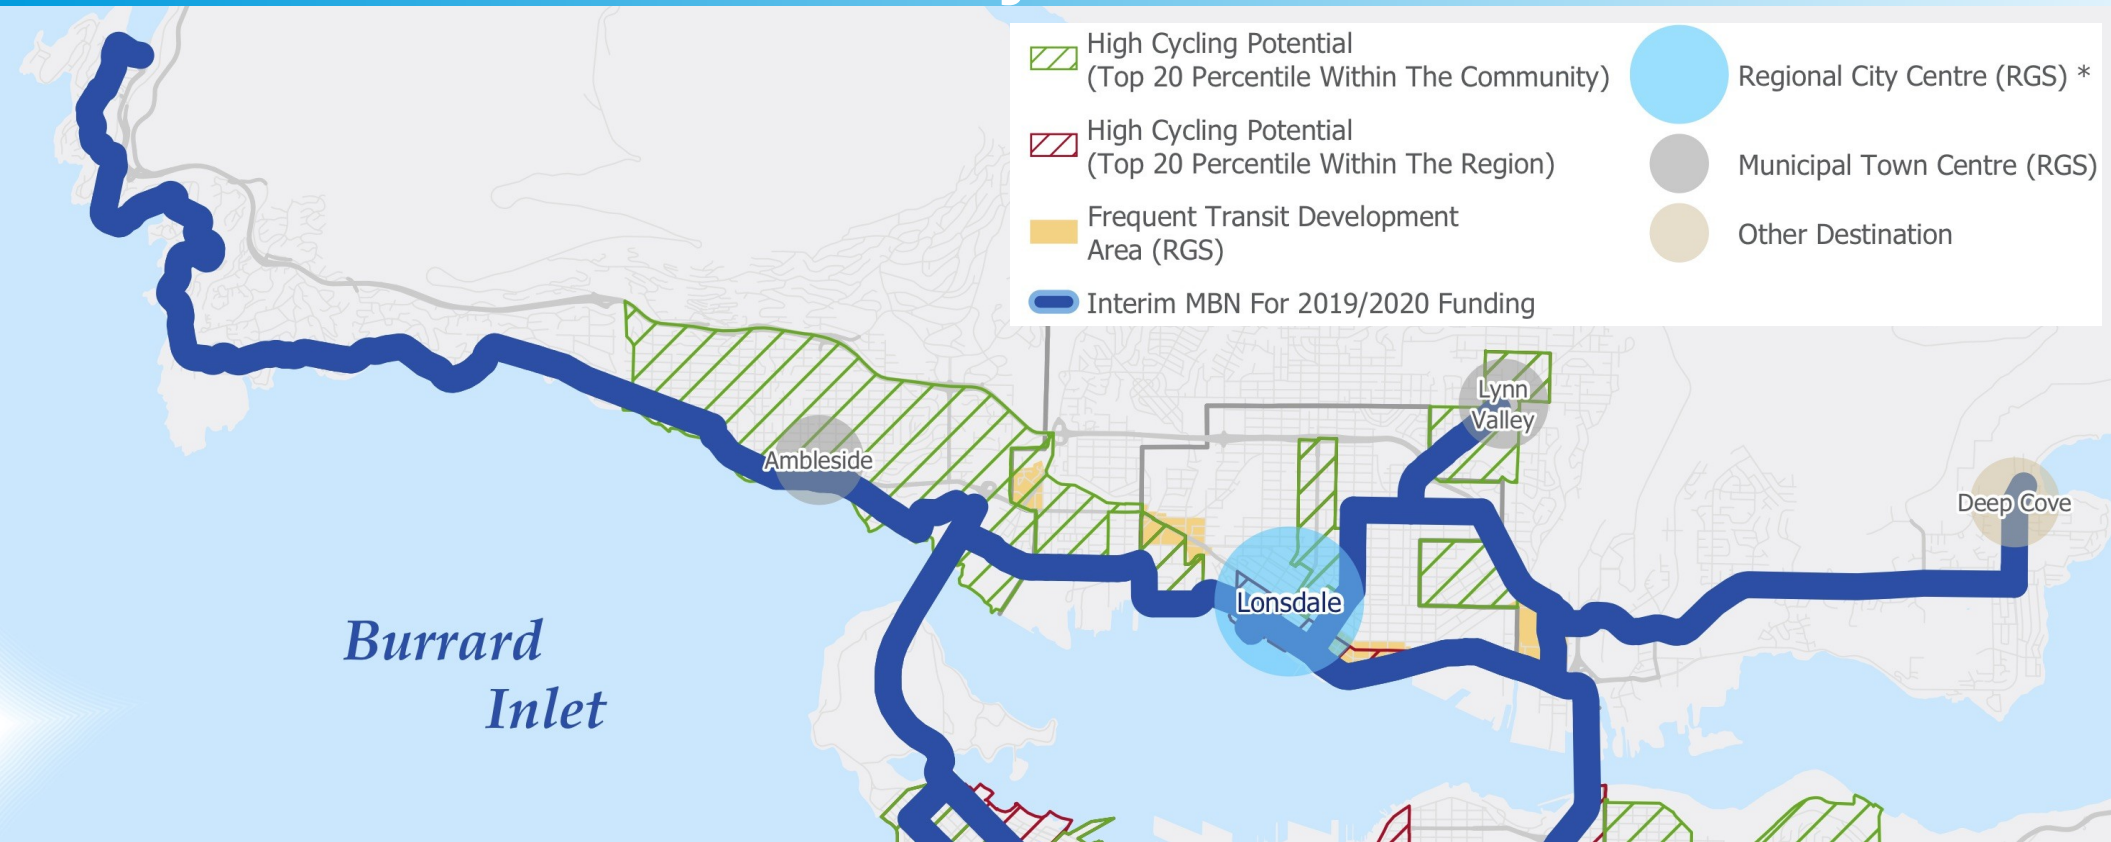 High Cycling Potential
(Top 20 Percentile Within The Community)
High Cycling Potential
(Top 20 Percentile Within The Region)
Frequent Transit Development
Area (RGS)
Interim MBN For 2019/2020 Funding
Regional City Centre (RGS) *
Municipal Town Centre (RGS)
Other Destination
Lynn
Valley
Ambleside
Deep Cove
Lonsdale
Burrard
Inlet